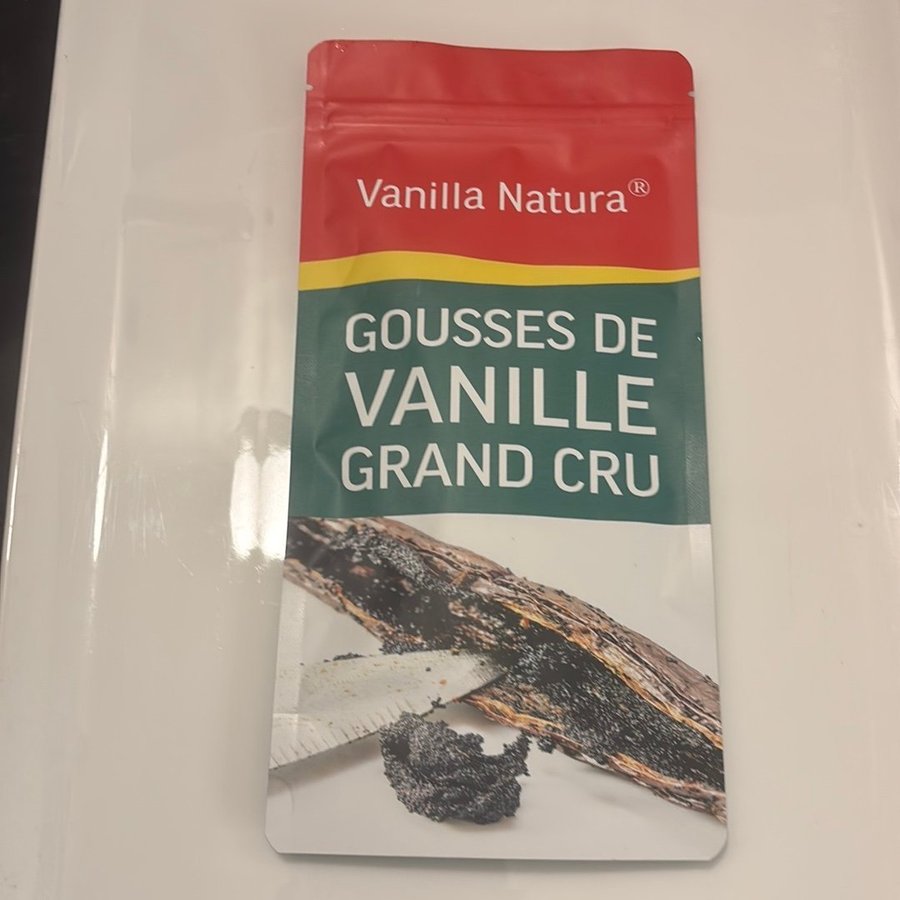 Vanilla Natura®
GOUSSES DE
VANILLE
GRAND CRU